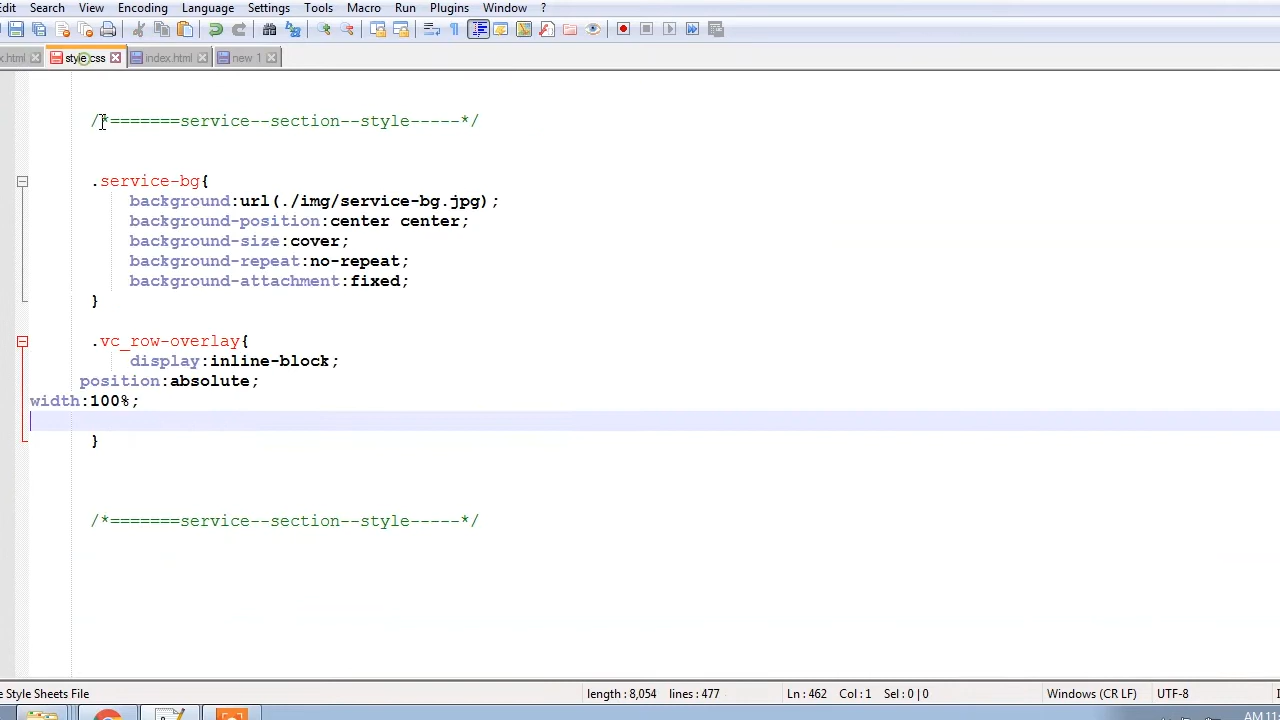 Edit Search View Encoding Language Settings Tools Macro Run Plugins Window ?
x.html style.css index.html new 1
/*=======service--section--style-----*/
.service-bg{
background:url(./img/service-bg.jpg);
background-position:center center;
background-size:cover;
background-repeat:no-repeat;
background-attachment:fixed;
}
.vc_row-overlay{
display:inline-block;
position:absolute;
width:100%;
}
/*=======service--section--style-----*/
e Style Sheets File length : 8,054 lines : 477 Ln : 462 Col : 1 Sel : 0 | 0 Windows (CR LF) UTF-8